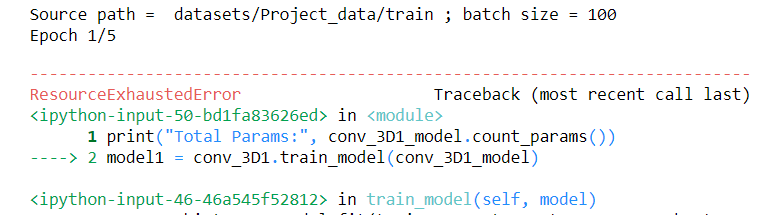 Source path =  datasets/Project_data/train ; batch size = 100
Epoch 1/5
---------------------------------------------------------------------------
ResourceExhaustedError                    Traceback (most recent call last)
<ipython-input-50-bd1fa83626ed> in <module>
      1 print("Total Params:", conv_3D1_model.count_params())
----> 2 model1 = conv_3D1.train_model(conv_3D1_model)
<ipython-input-46-46a545f52812> in train_model(self, model)